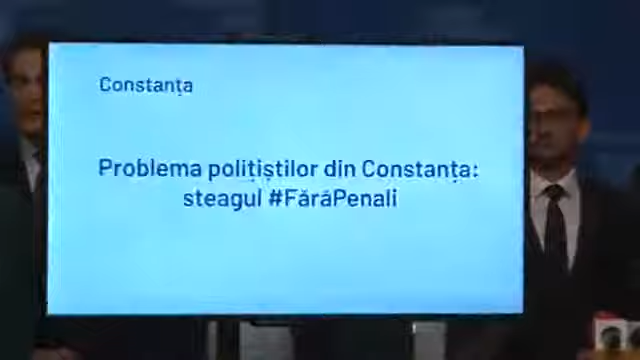 Constanța
Problema polițiștilor din Constanța:
steagul #FărăPenali